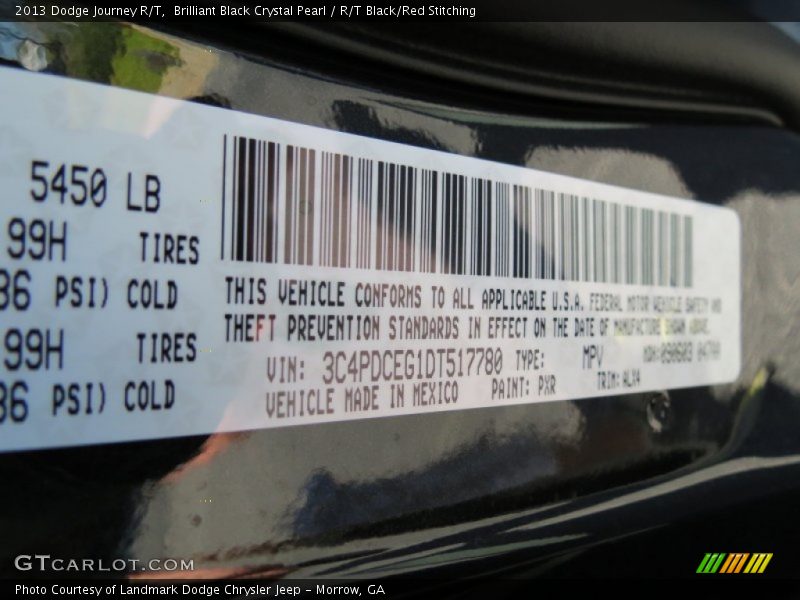 2013 Dodge Journey R/T, Brilliant Black Crystal Pearl / R/T Black/Red Stitching
5450 LB
99H TIRES
36 PSI) COLD
99H TIRES
36 PSI) COLD
THIS VEHICLE CONFORMS TO ALL APPLICABLE U.S.A. FEDERAL MOTOR VEHICLE SAFETY AND
THEFT PREVENTION STANDARDS IN EFFECT ON THE DATE OF MANUFACTURE SHOWN ABOVE.
VIN: 3C4PDCEG1DT517780 TYPE: MPV
VEHICLE MADE IN MEXICO PAINT: PXR TRIM:
GTCARLOT.COM
Photo Courtesy of Landmark Dodge Chrysler Jeep - Morrow, GA